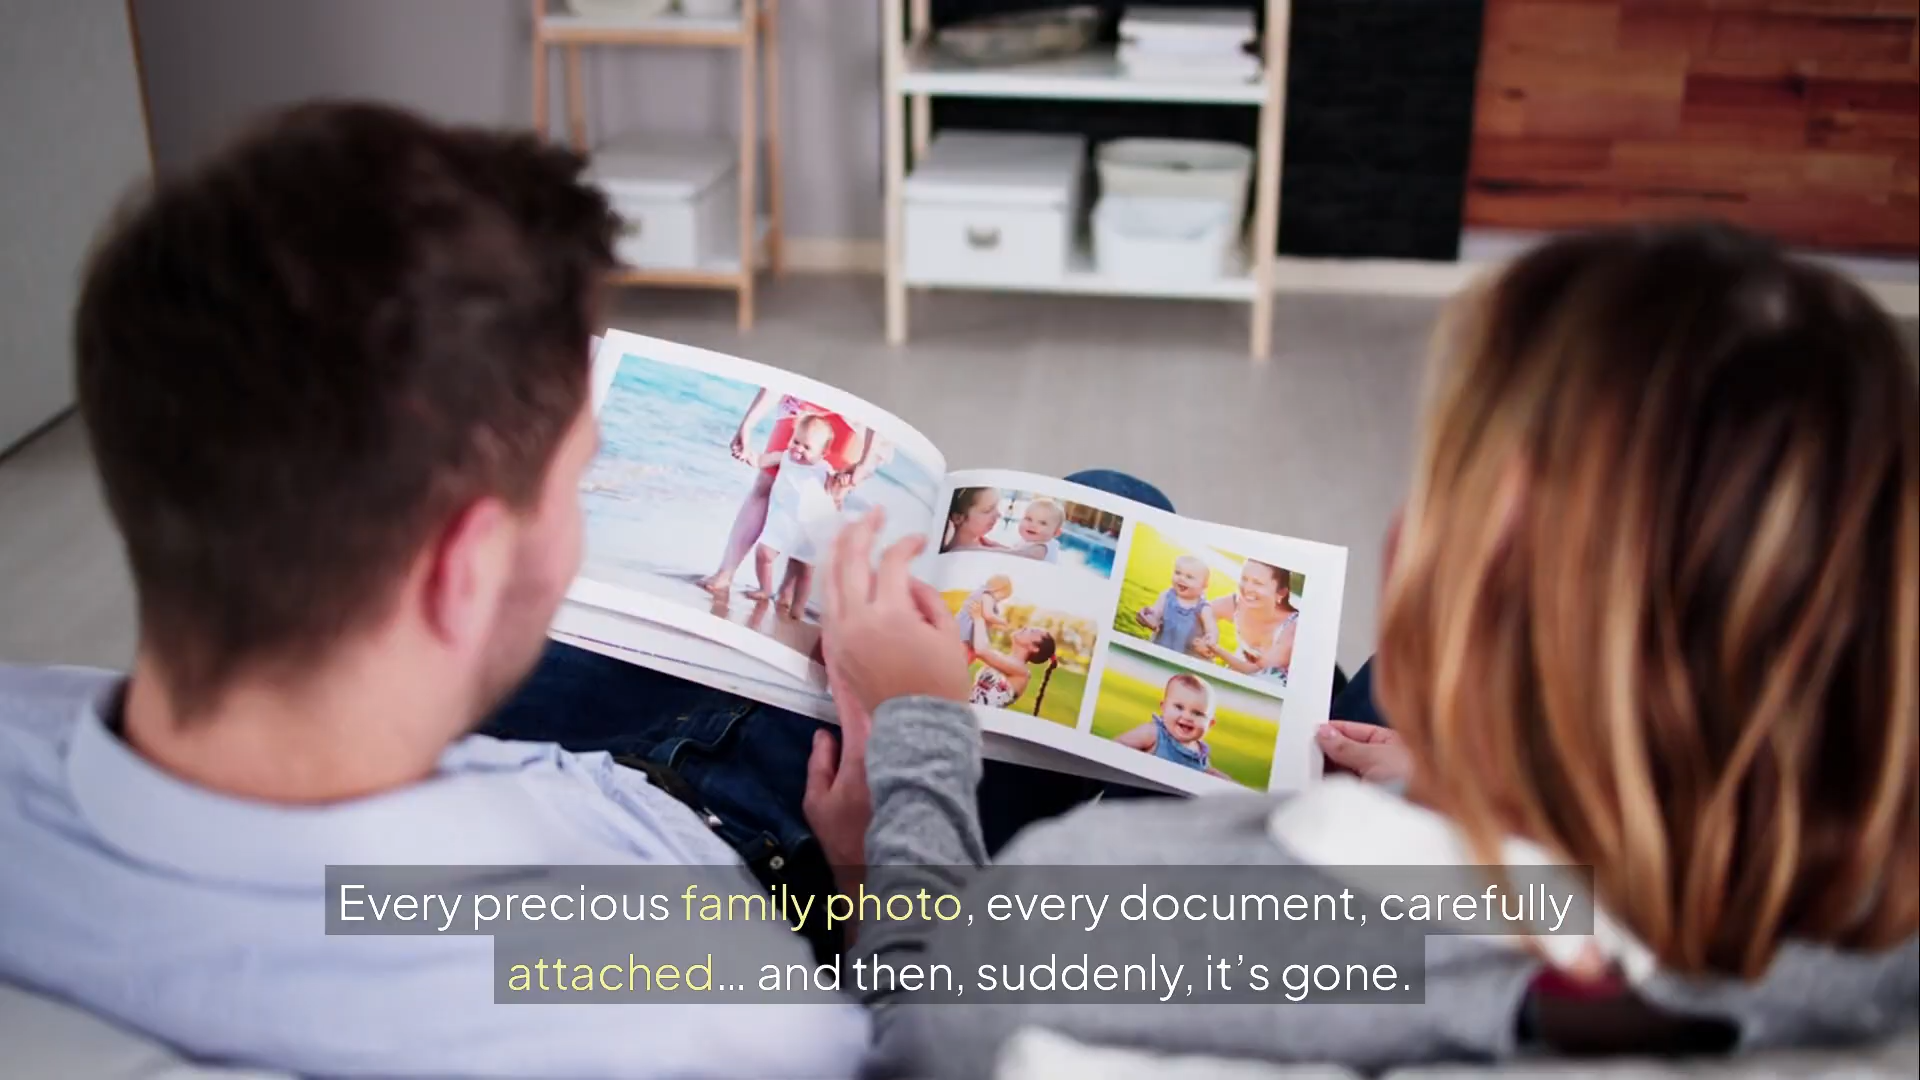 Every precious family photo, every document, carefully
attached... and then, suddenly, it’s gone.